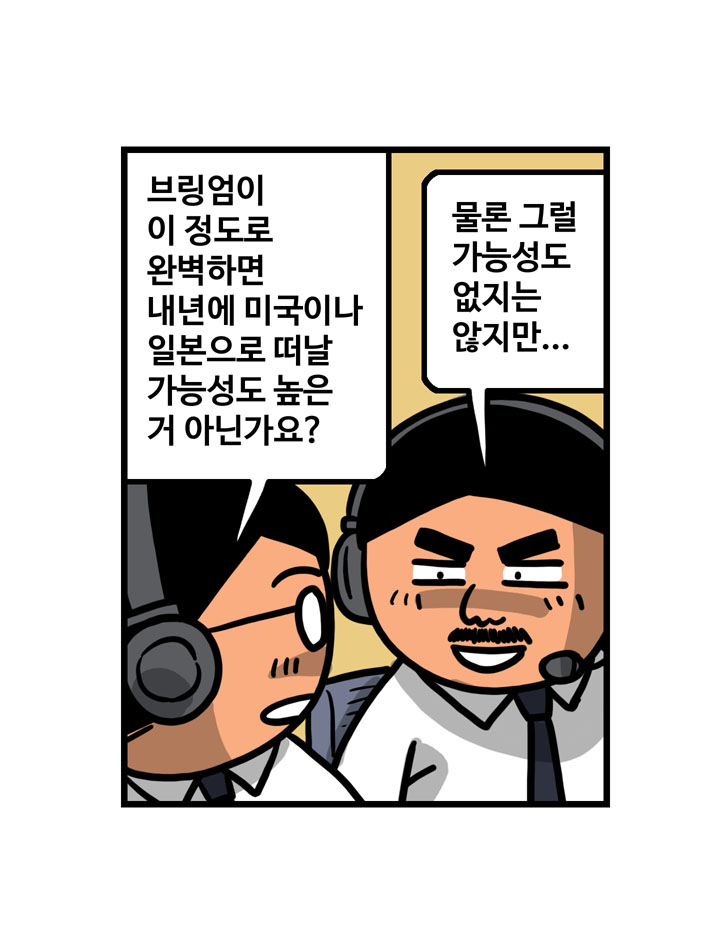 브링엄이
이 정도로
완벽하면
내년에 미국이나
일본으로 떠날
가능성도 높은
거 아닌가요?
물론 그럴
가능성도
없지는
않지만...